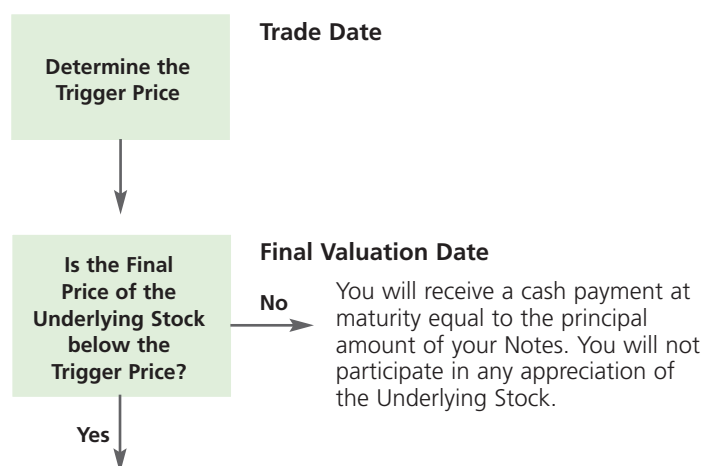 Trade Date
Determine the
Trigger Price
Final Valuation Date
Is the Final
Price of the
Underlying Stock
below the
Trigger Price?
No
You will receive a cash payment at
maturity equal to the principal
amount of your Notes. You will not
participate in any appreciation of
the Underlying Stock.
Yes